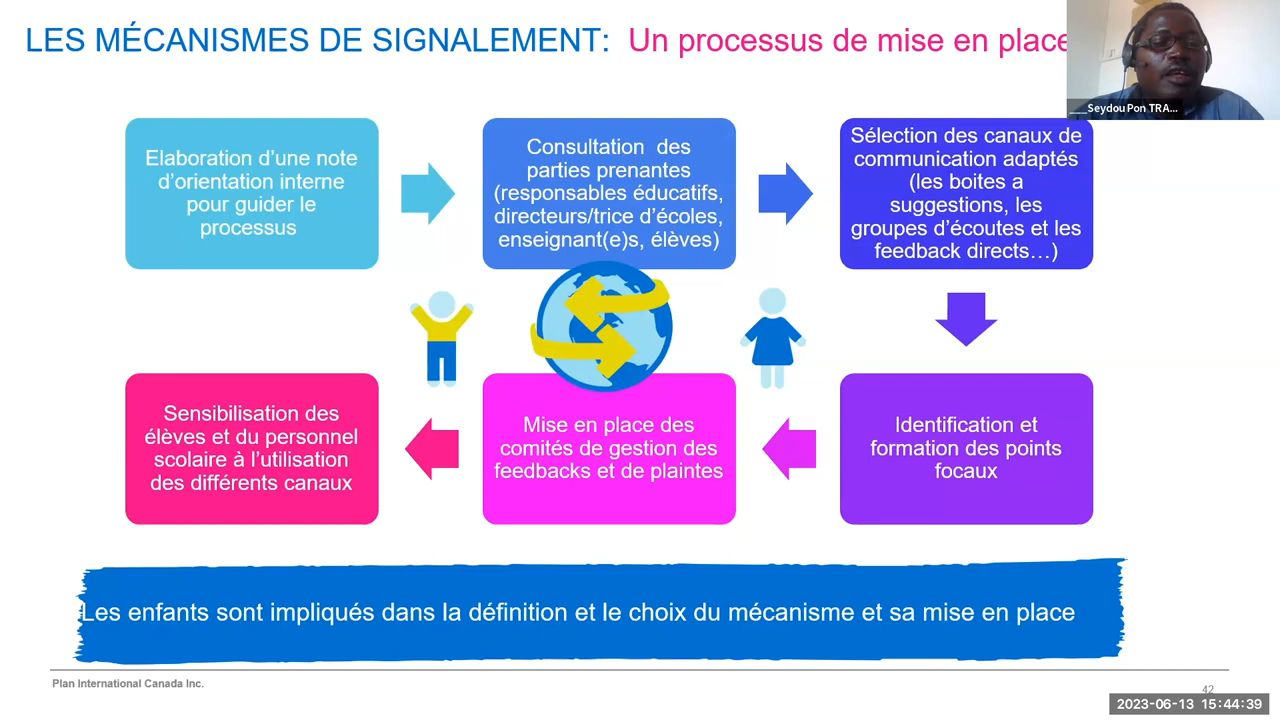 LES MÉCANISMES DE SIGNALEMENT: Un processus de mise en place
___Seydou Pon TRA...
Elaboration d’une note
d’orientation interne
pour guider le
processus
Consultation des
parties prenantes
(responsables éducatifs,
directeurs/trice d’écoles,
enseignant(e)s, élèves)
Sélection des canaux de
communication adaptés
(les boites a
suggestions, les
groupes d’écoutes et les
feedback directs…)
Identification et
formation des points
focaux
Mise en place des
comités de gestion des
feedbacks et de plaintes
Sensibilisation des
élèves et du personnel
scolaire à l’utilisation
des différents canaux
Les enfants sont impliqués dans la définition et le choix du mécanisme et sa mise en place
Plan International Canada Inc.
42
2023-06-13 15:44:39